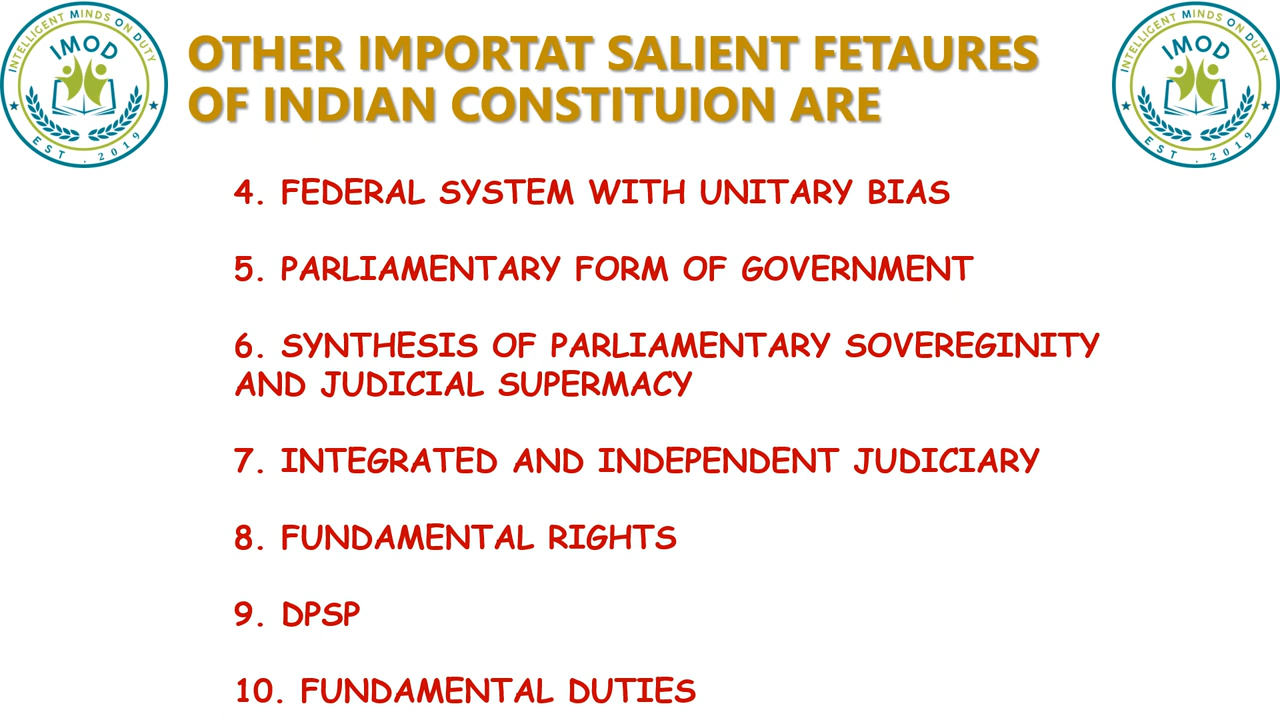 INTELLIGENT MINDS ON DUTY
IMOD
EST . 2019
OTHER IMPORTAT SALIENT FETAURES
OF INDIAN CONSTITUION ARE
INTELLIGENT MINDS ON DUTY
IMOD
EST . 2019
4. FEDERAL SYSTEM WITH UNITARY BIAS
5. PARLIAMENTARY FORM OF GOVERNMENT
6. SYNTHESIS OF PARLIAMENTARY SOVEREGINITY
AND JUDICIAL SUPERMACY
7. INTEGRATED AND INDEPENDENT JUDICIARY
8. FUNDAMENTAL RIGHTS
9. DPSP
10. FUNDAMENTAL DUTIES